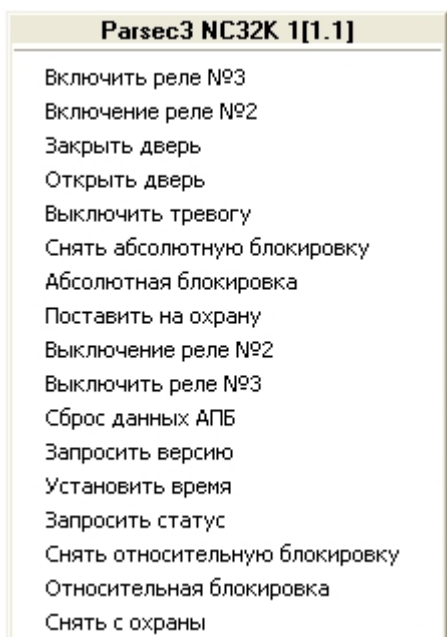 Parsec3 NC32K 1[1.1]
Включить реле №3
Включение реле №2
Закрыть дверь
Открыть дверь
Выключить тревогу
Снять абсолютную блокировку
Абсолютная блокировка
Поставить на охрану
Выключение реле №2
Выключить реле №3
Сброс данных АПБ
Запросить версию
Установить время
Запросить статус
Снять относительную блокировку
Относительная блокировка
Снять с охраны